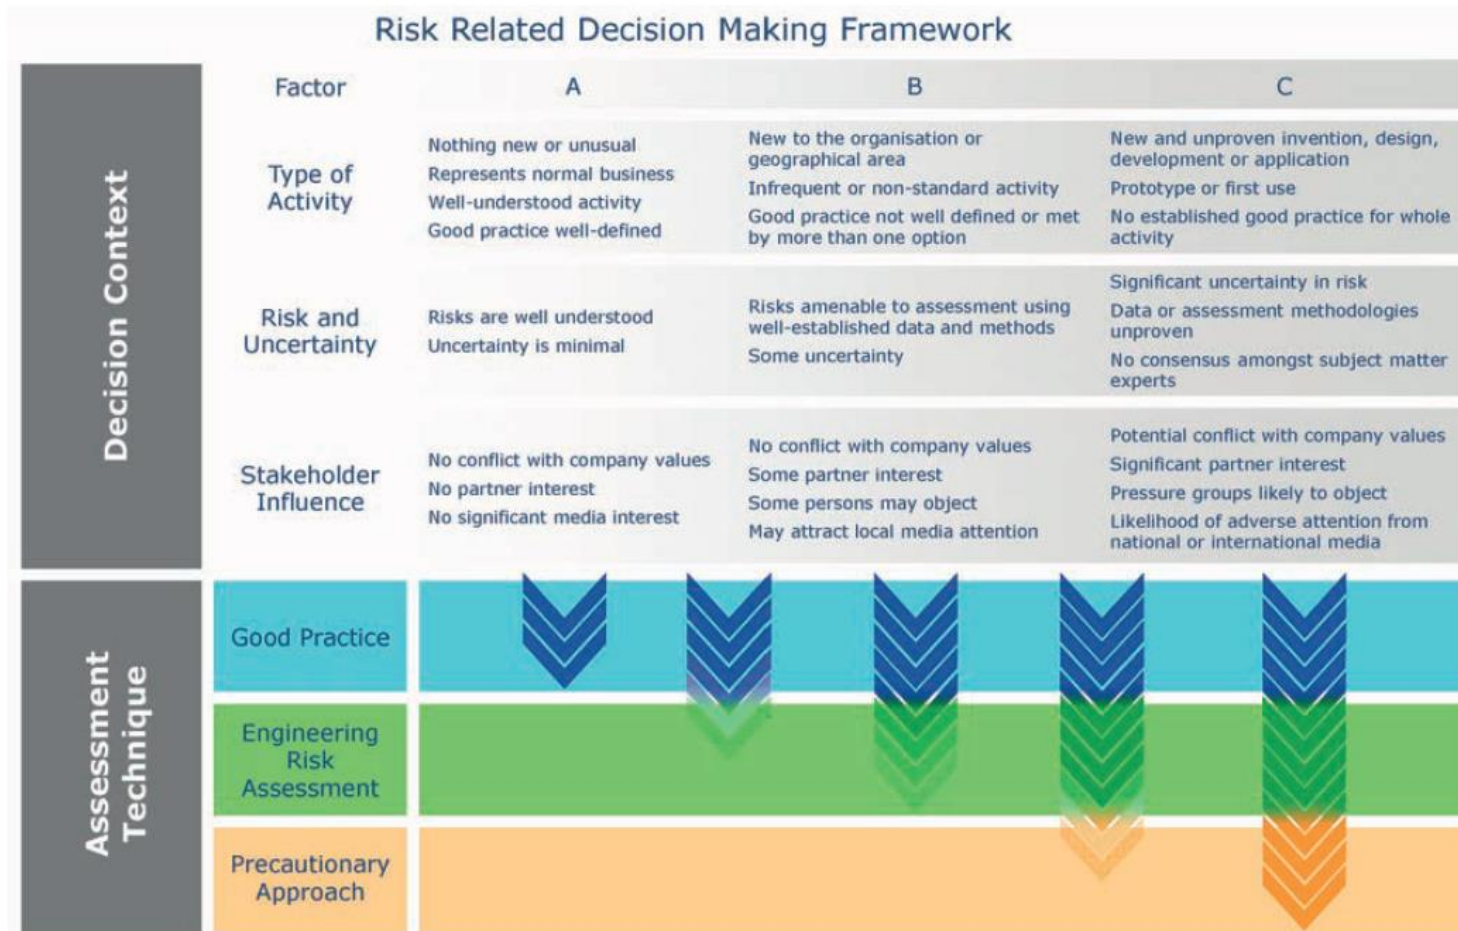 Risk Related Decision Making Framework
Decision Context
Factor
A
B
C
Type of
Activity
Nothing new or unusual
Represents normal business
Well-understood activity
Good practice well-defined
New to the organisation or
geographical area
Infrequent or non-standard activity
Good practice not well defined or met
by more than one option
New and unproven invention, design,
development or application
Prototype or first use
No established good practice for whole
activity
Risk and
Uncertainty
Risks are well understood
Uncertainty is minimal
Risks amenable to assessment using
well-established data and methods
Some uncertainty
Significant uncertainty in risk
Data or assessment methodologies
unproven
No consensus amongst subject matter
experts
Stakeholder
Influence
No conflict with company values
No partner interest
No significant media interest
No conflict with company values
Some partner interest
Some persons may object
May attract local media attention
Potential conflict with company values
Significant partner interest
Pressure groups likely to object
Likelihood of adverse attention from
national or international media
Assessment
Technique
Good Practice
Engineering
Risk
Assessment
Precautionary
Approach